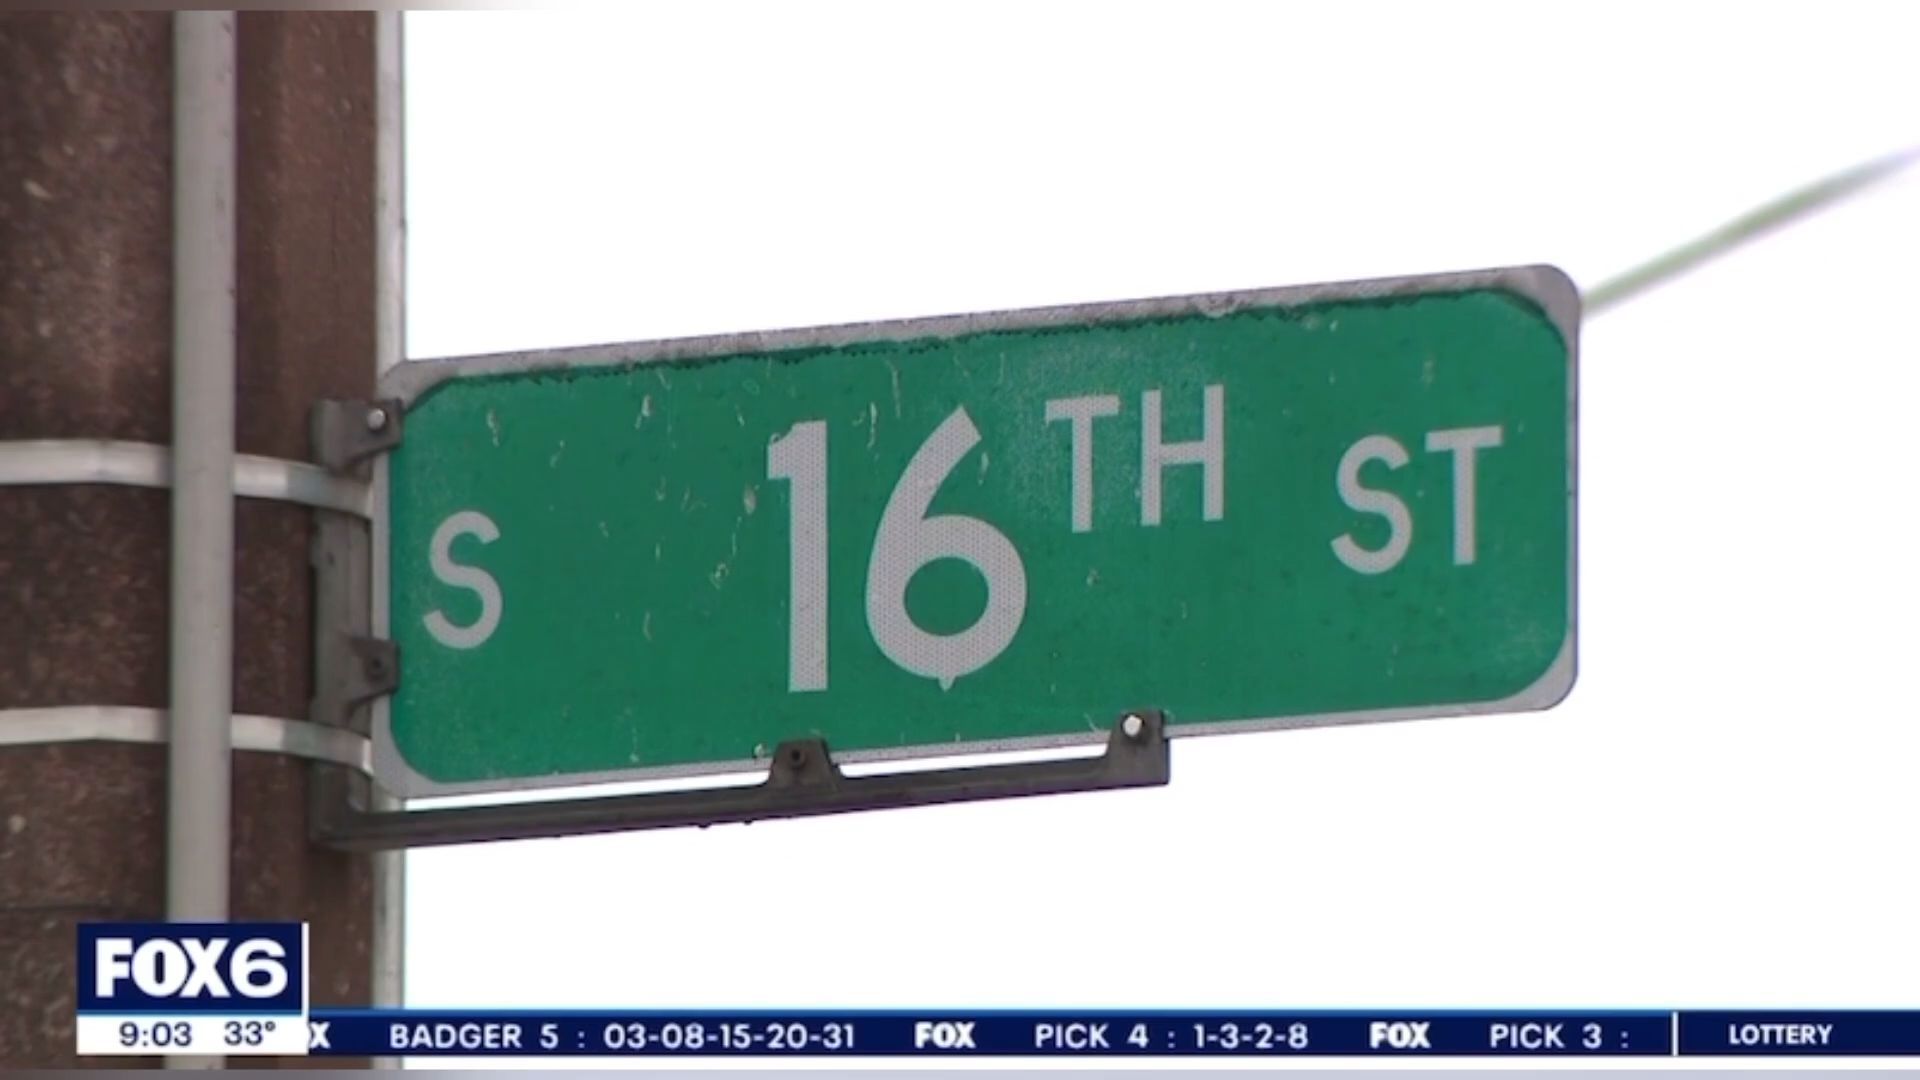 S 16TH ST
FOX6
9:03 33°
X BADGER 5 : 03-08-15-20-31 FOX PICK 4 : 1-3-2-8 FOX PICK 3 : LOTTERY